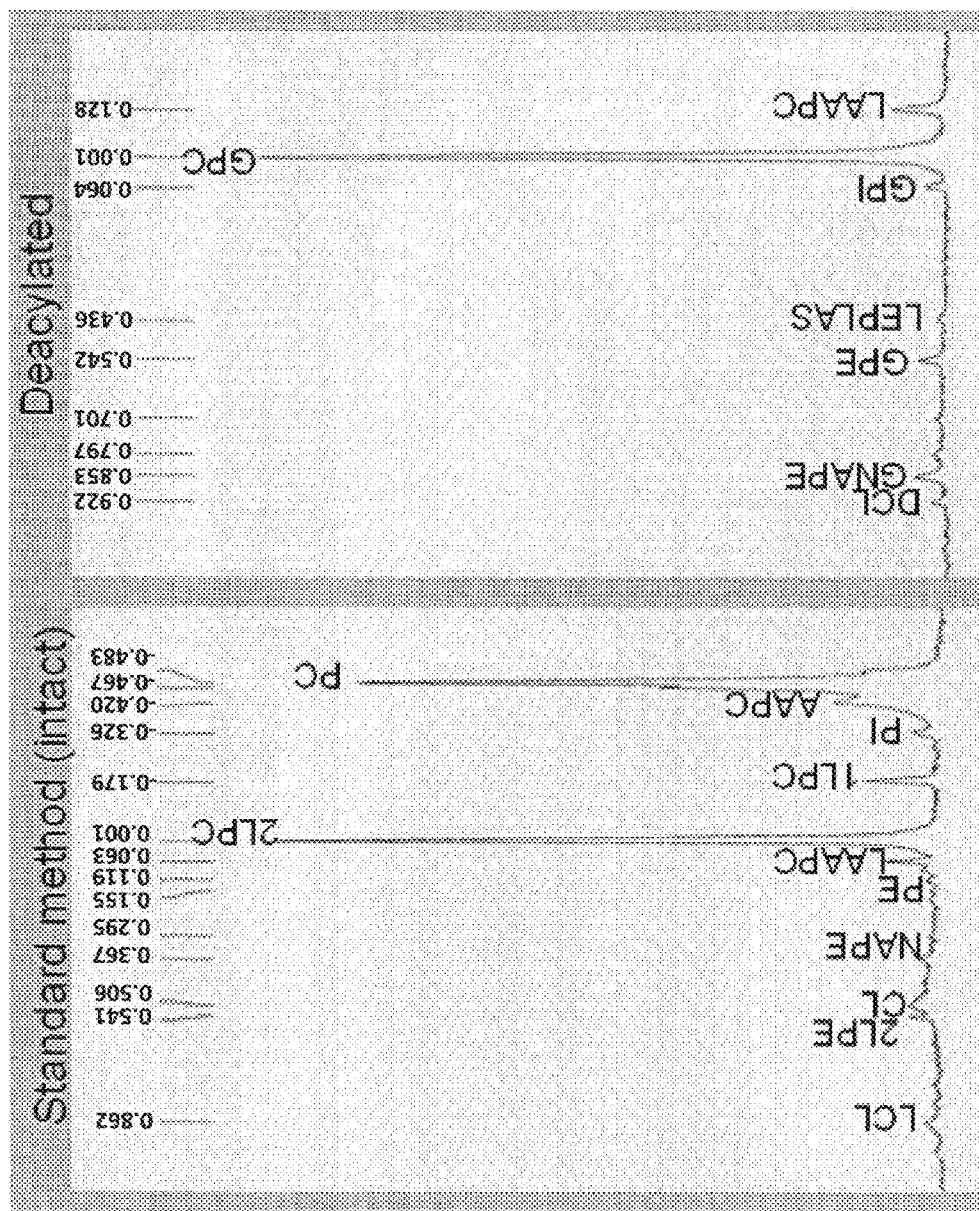 Deacylated
0.128
0.001
0.064
0.436
0.542
0.701
0.797
0.853
0.922
LAAPC
GPC
GPI
LEPLAS
GPE
GNAPE
DCL
Standard method (intact)
-0.483
-0.467
-0.420
-0.326
-0.179
0.001
0.063
0.119
0.155
0.295
0.367
0.506
0.541
0.862
PC
AAPC
PI
1LPC
2LPC
LAAPC
PE
NAPE
CL
2LPE
LCL